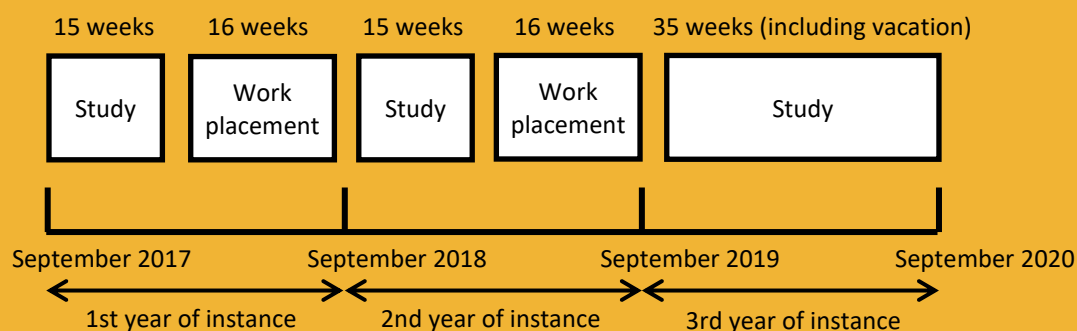 15 weeks 16 weeks 15 weeks 16 weeks 35 weeks (including vacation)
Study
Work
placement
Study
Work
placement
Study
September 2017 September 2018 September 2019 September 2020
1st year of instance 2nd year of instance 3rd year of instance